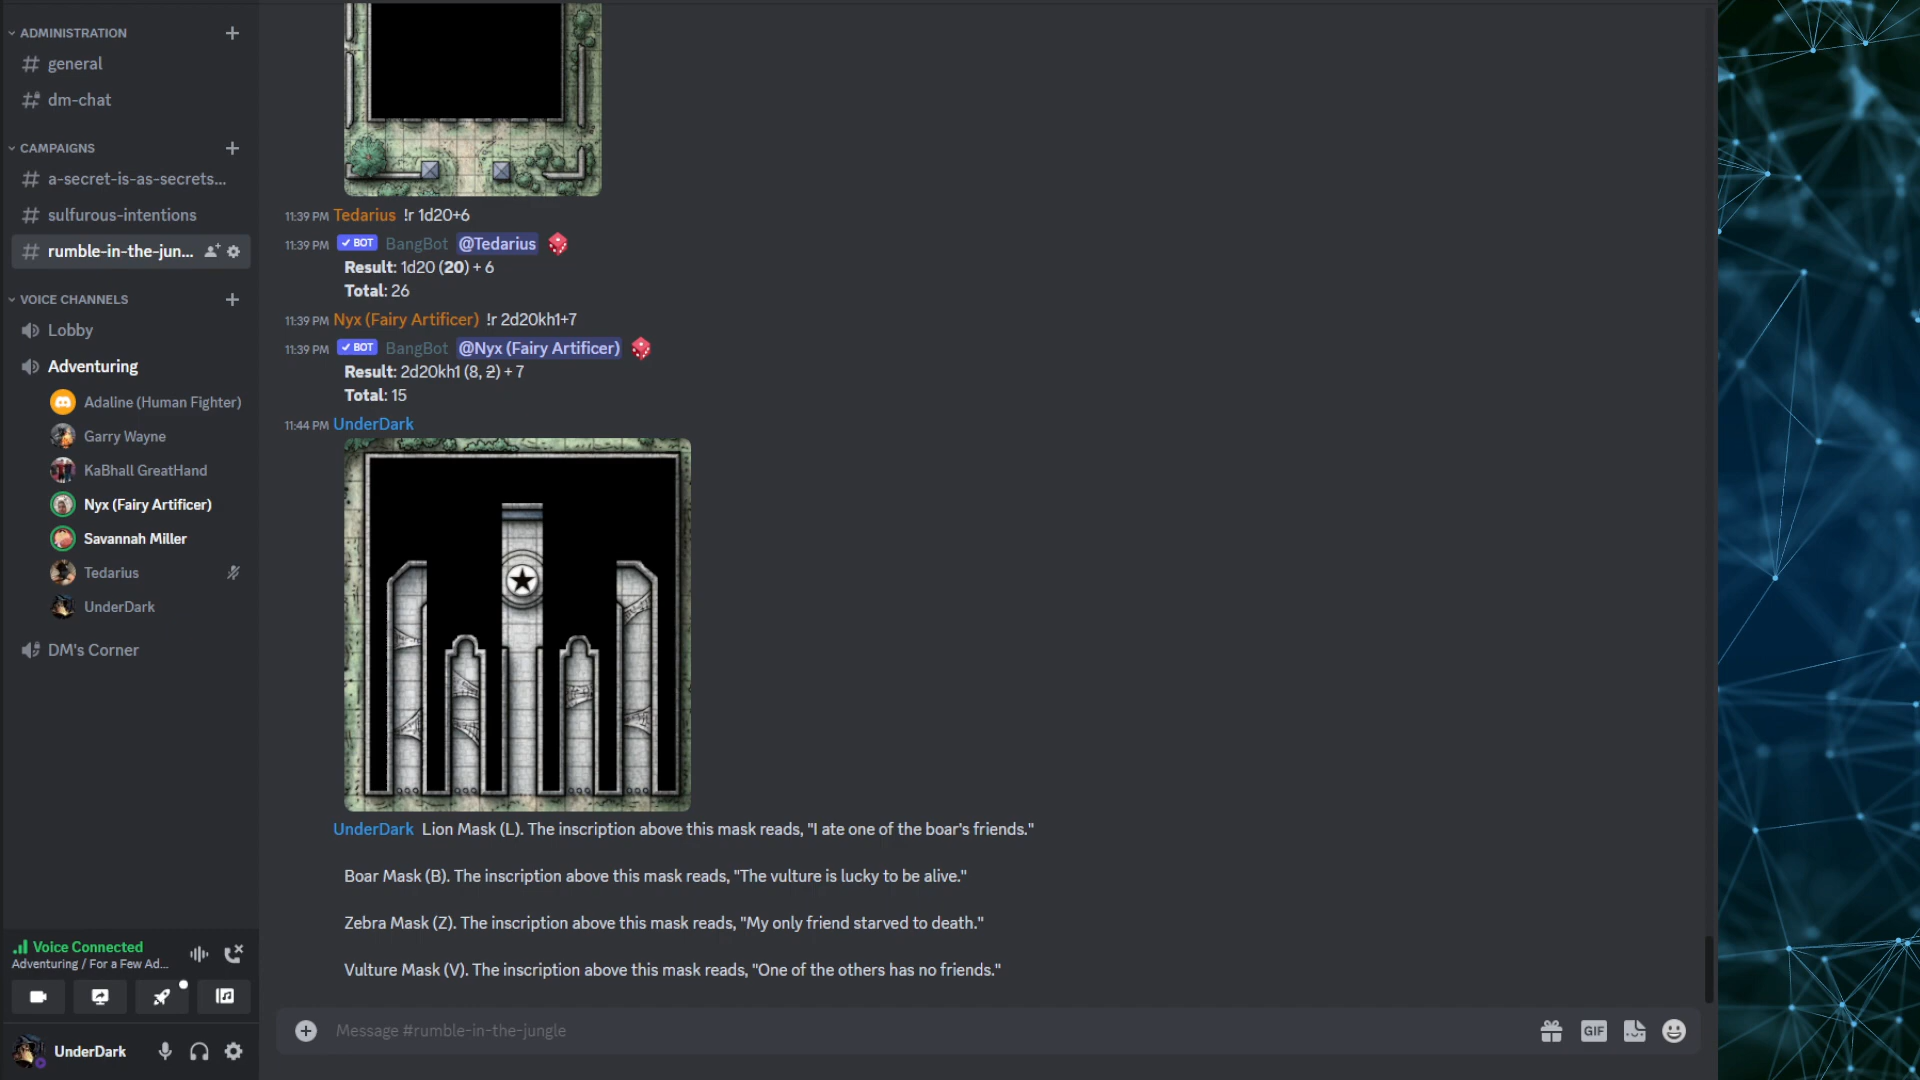 ADMINISTRATION
general
dm-chat
CAMPAIGNS
a-secret-is-as-secrets...
sulfurous-intentions
rumble-in-the-jun...
VOICE CHANNELS
Lobby
Adventuring
Adaline (Human Fighter)
Garry Wayne
KaBhall GreatHand
Nyx (Fairy Artificer)
Savannah Miller
Tedarius
UnderDark
DM's Corner
Voice Connected
Adventuring / For a Few Ad...
UnderDark
11:39 PM Tedarius !r 1d20+6
11:39 PM BOT BangBot @Tedarius
Result: 1d20 (20) + 6
Total: 26
11:39 PM Nyx (Fairy Artificer) !r 2d20kh1+7
11:39 PM BOT BangBot @Nyx (Fairy Artificer)
Result: 2d20kh1 (8, 2) + 7
Total: 15
11:44 PM UnderDark
UnderDark Lion Mask (L). The inscription above this mask reads, "I ate one of the boar's friends."
Boar Mask (B). The inscription above this mask reads, "The vulture is lucky to be alive."
Zebra Mask (Z). The inscription above this mask reads, "My only friend starved to death."
Vulture Mask (V). The inscription above this mask reads, "One of the others has no friends."
Message #rumble-in-the-jungle
GIF